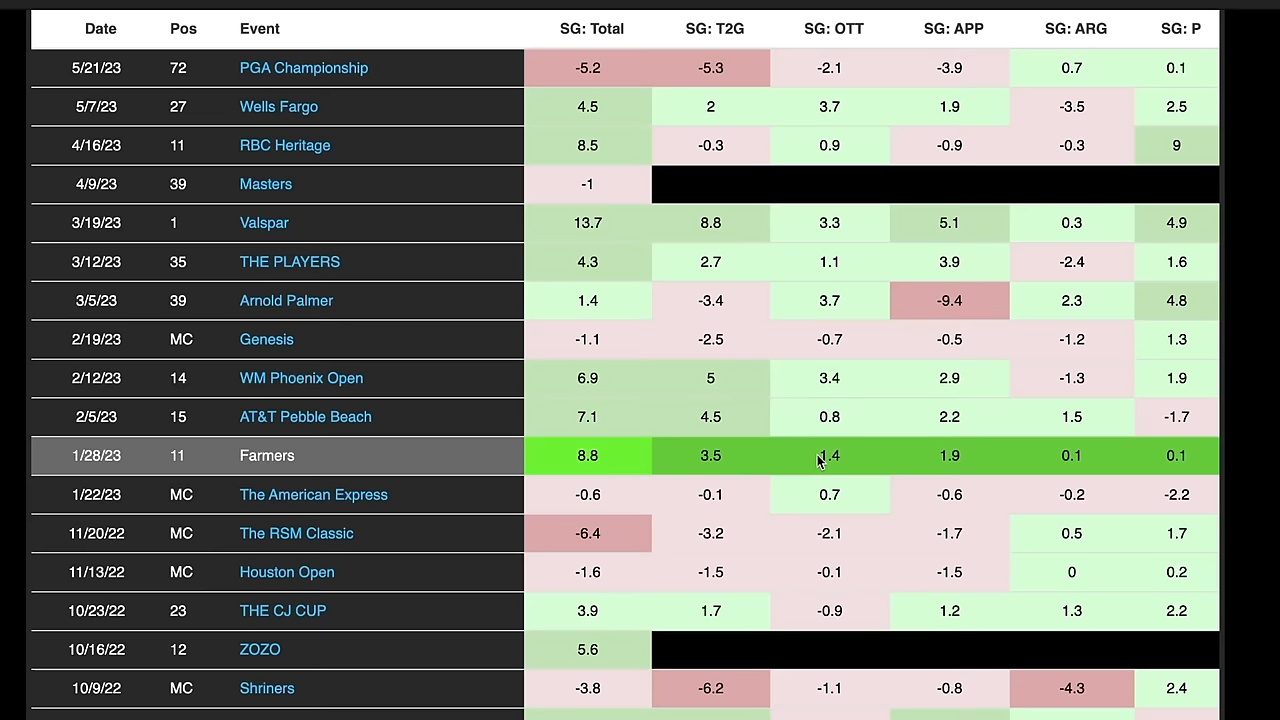 Date Pos Event SG: Total SG: T2G SG: OTT SG: APP SG: ARG SG: P
5/21/23 72 PGA Championship -5.2 -5.3 -2.1 -3.9 0.7 0.1
5/7/23 27 Wells Fargo 4.5 2 3.7 1.9 -3.5 2.5
4/16/23 11 RBC Heritage 8.5 -0.3 0.9 -0.9 -0.3 9
4/9/23 39 Masters -1
3/19/23 1 Valspar 13.7 8.8 3.3 5.1 0.3 4.9
3/12/23 35 THE PLAYERS 4.3 2.7 1.1 3.9 -2.4 1.6
3/5/23 39 Arnold Palmer 1.4 -3.4 3.7 -9.4 2.3 4.8
2/19/23 MC Genesis -1.1 -2.5 -0.7 -0.5 -1.2 1.3
2/12/23 14 WM Phoenix Open 6.9 5 3.4 2.9 -1.3 1.9
2/5/23 15 AT&T Pebble Beach 7.1 4.5 0.8 2.2 1.5 -1.7
1/28/23 11 Farmers 8.8 3.5 1.4 1.9 0.1 0.1
1/22/23 MC The American Express -0.6 -0.1 0.7 -0.6 -0.2 -2.2
11/20/22 MC The RSM Classic -6.4 -3.2 -2.1 -1.7 0.5 1.7
11/13/22 MC Houston Open -1.6 -1.5 -0.1 -1.5 0 0.2
10/23/22 23 THE CJ CUP 3.9 1.7 -0.9 1.2 1.3 2.2
10/16/22 12 ZOZO 5.6
10/9/22 MC Shriners -3.8 -6.2 -1.1 -0.8 -4.3 2.4